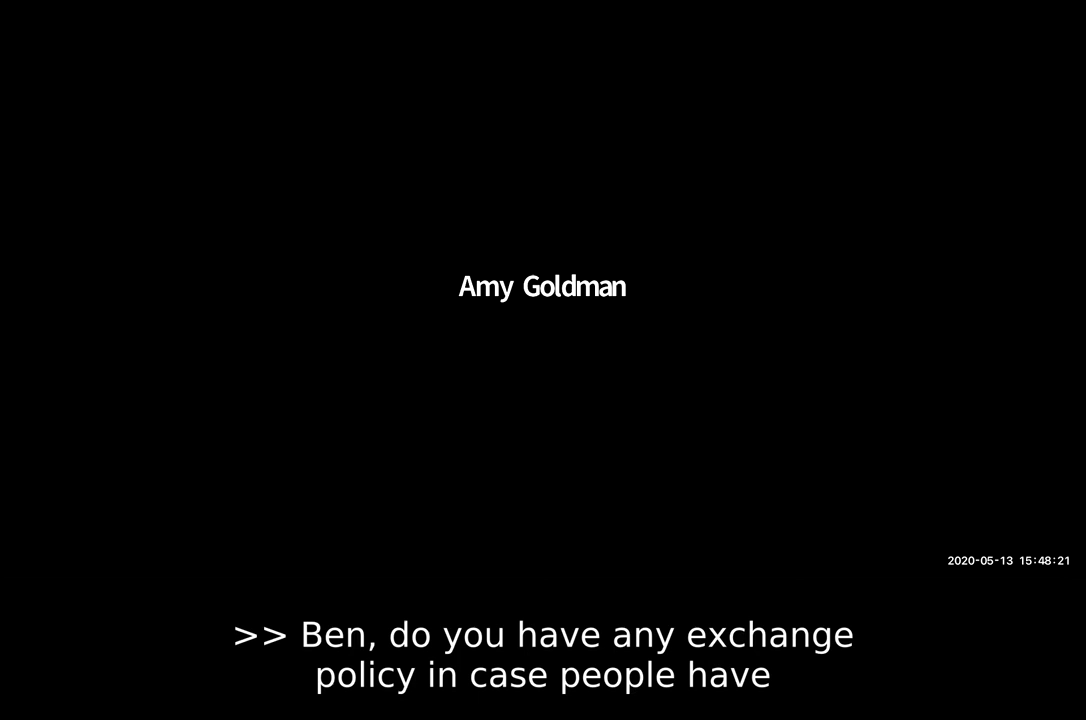 Amy Goldman
2020-05-13 15:48:21
>> Ben, do you have any exchange
policy in case people have